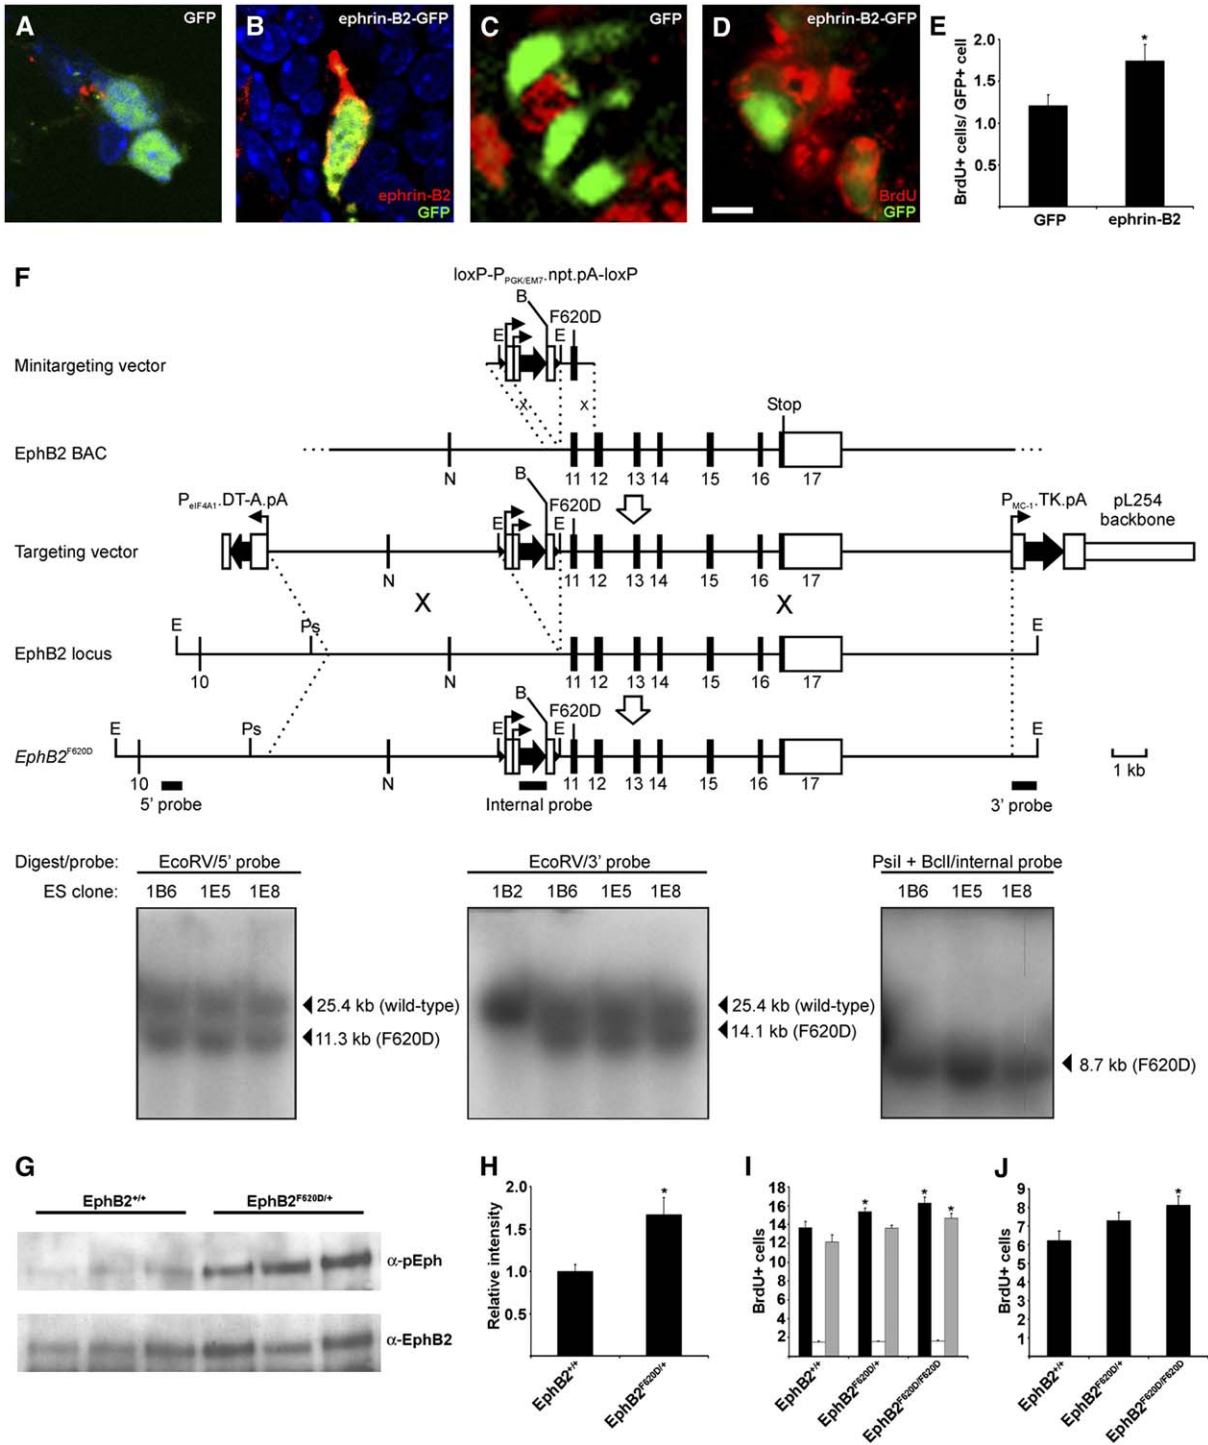 A GFP
B ephrin-B2-GFP
ephrin-B2
GFP
C GFP
D ephrin-B2-GFP
BrdU
GFP
E
BrdU+ cells/ GFP+ cell
2.0
1.5
1.0
0.5
*
GFP ephrin-B2
F
loxP-P PGK/EM7.npt.pA-loxP
B
F620D
E E
Minitargeting vector
X X
Stop
EphB2 BAC
N 11 12 13 14 15 16 17
P eIF4A1.DT-A.pA
B
F620D
E E
P MC-1.TK.pA
pL254
backbone
Targeting vector
N 11 12 13 14 15 16 17
X X
E Ps E
EphB2 locus
10 N 11 12 13 14 15 16 17
B
F620D
E Ps E E E
EphB2F620D
10 N 11 12 13 14 15 16 17
1 kb
5' probe Internal probe 3' probe
Digest/probe: EcoRV/5' probe EcoRV/3' probe PsiI + BclI/internal probe
ES clone: 1B6 1E5 1E8 1B2 1B6 1E5 1E8 1B6 1E5 1E8
25.4 kb (wild-type) 25.4 kb (wild-type)
11.3 kb (F620D) 14.1 kb (F620D)
8.7 kb (F620D)
G
EphB2+/+ EphB2F620D/+
α-pEph
α-EphB2
H
Relative intensity
2.0
1.5
1.0
0.5
*
EphB2+/+ EphB2F620D/+
I
BrdU+ cells
18
16
14
12
10
8
6
4
2
* * *
EphB2+/+ EphB2F620D/+ EphB2F620D/F620D
J
BrdU+ cells
9
8
7
6
5
4
3
2
1
*
EphB2+/+ EphB2F620D/+ EphB2F620D/F620D